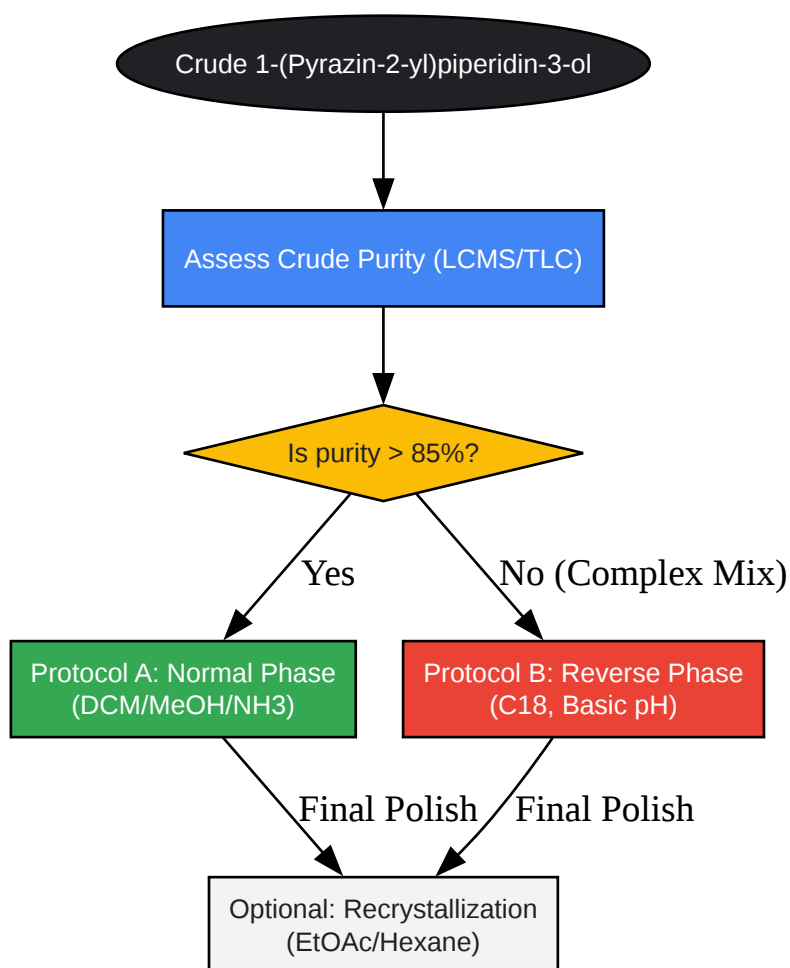 Crude 1-(Pyrazin-2-yl)piperidin-3-ol
Assess Crude Purity (LCMS/TLC)
Is purity > 85%?
Yes
No (Complex Mix)
Protocol A: Normal Phase
(DCM/MeOH/NH3)
Protocol B: Reverse Phase
(C18, Basic pH)
Final Polish
Final Polish
Optional: Recrystallization
(EtOAc/Hexane)